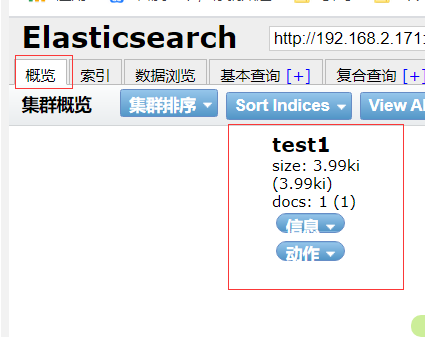 Elasticsearch
http://192.168.2.171:
概览 索引 数据浏览 基本查询 [+] 复合查询 [+]
集群概览 集群排序 Sort Indices View Al
test1
size: 3.99ki
(3.99ki)
docs: 1 (1)
信息
动作